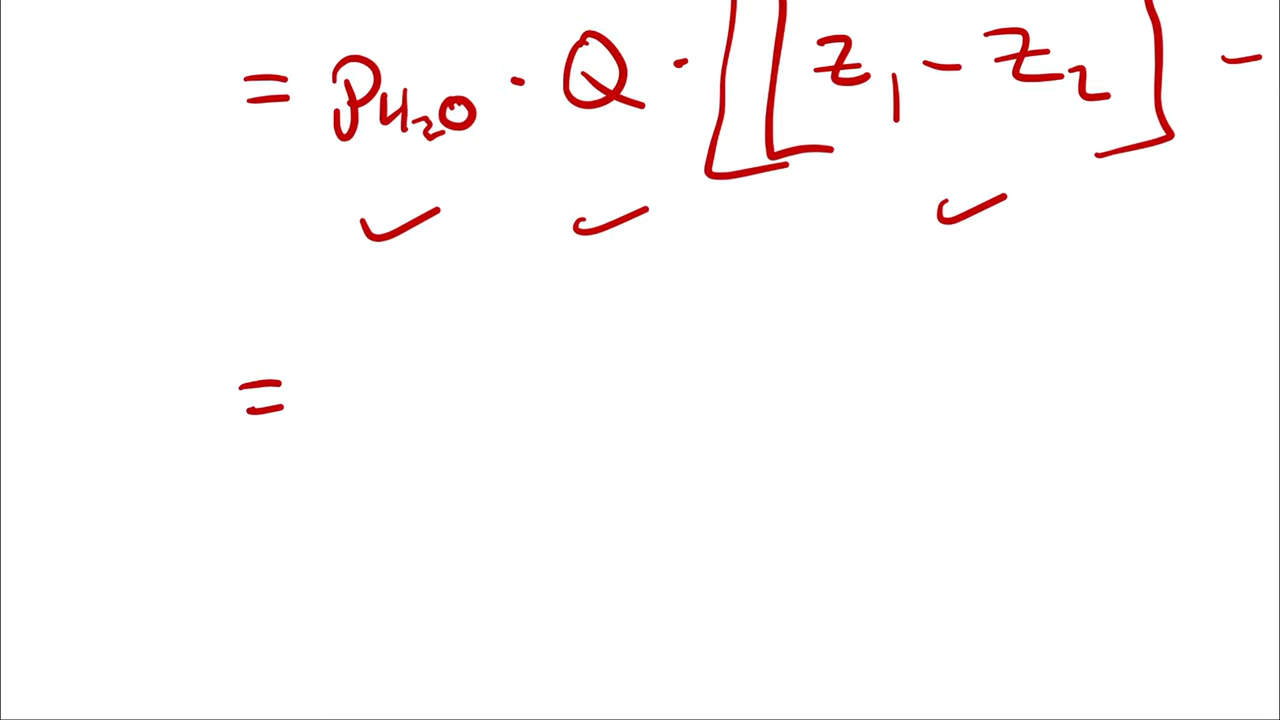 = ρH₂O · Q · [[z₁ - z₂] -
✓ ✓ ✓
=